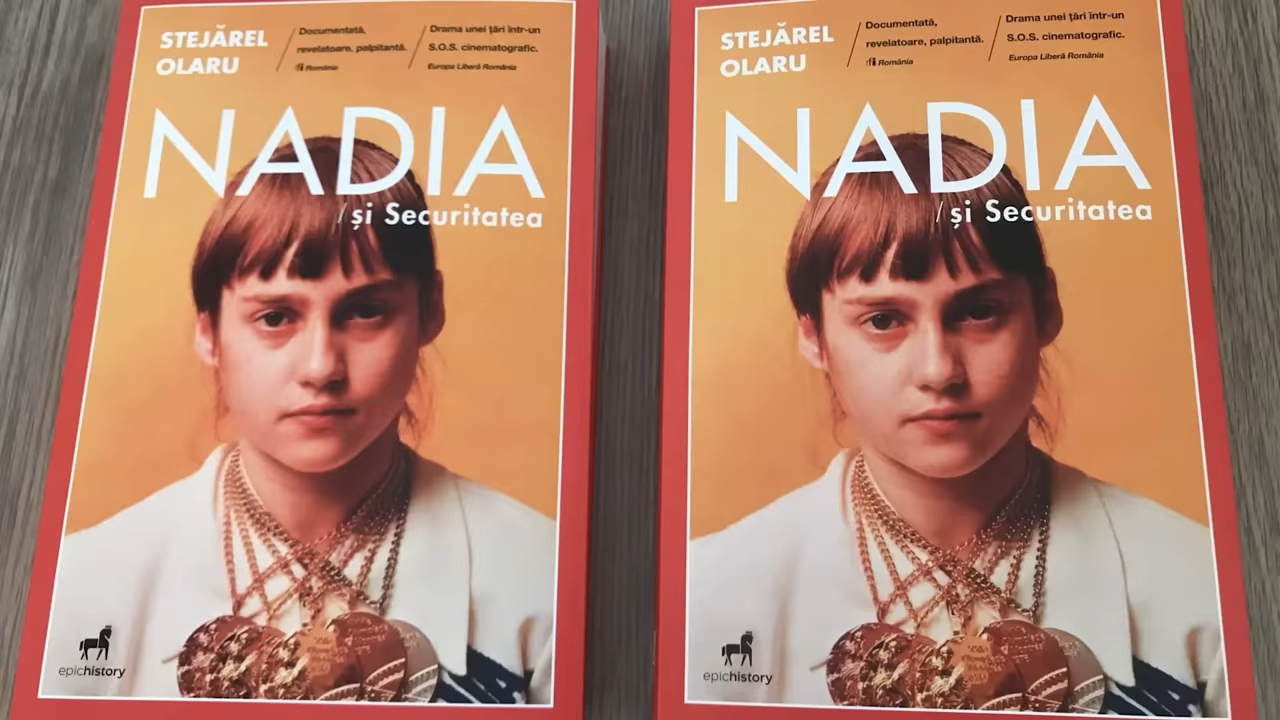 STEJĂREL
OLARU
Documentată,
revelatoare, palpitantă.
rfi România
Drama unei țări într-un
S.O.S. cinematografic.
Europa Liberă România
NADIA
/ și Securitatea
epichistory
STEJĂREL
OLARU
Documentată,
revelatoare, palpitantă.
rfi România
Drama unei țări într-un
S.O.S. cinematografic.
Europa Liberă România
NADIA
/ și Securitatea
epichistory